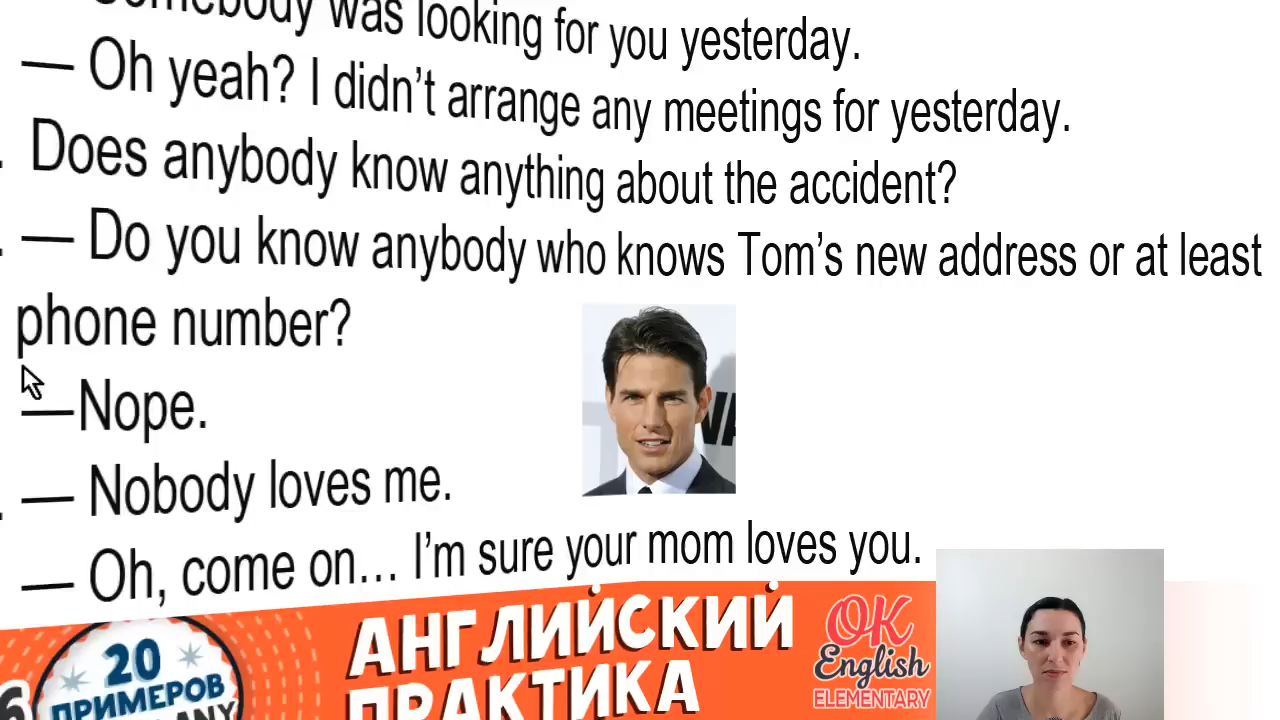 Somebody was looking for you yesterday.
— Oh yeah? I didn’t arrange any meetings for yesterday.
. Does anybody know anything about the accident?
. — Do you know anybody who knows Tom’s new address or at least
phone number?
—Nope.
. — Nobody loves me.
— Oh, come on… I’m sure your mom loves you.
АНГЛИЙСКИЙ
ПРАКТИКА
20
ПРИМЕРОВ
ANY
6
OK
English
ELEMENTARY